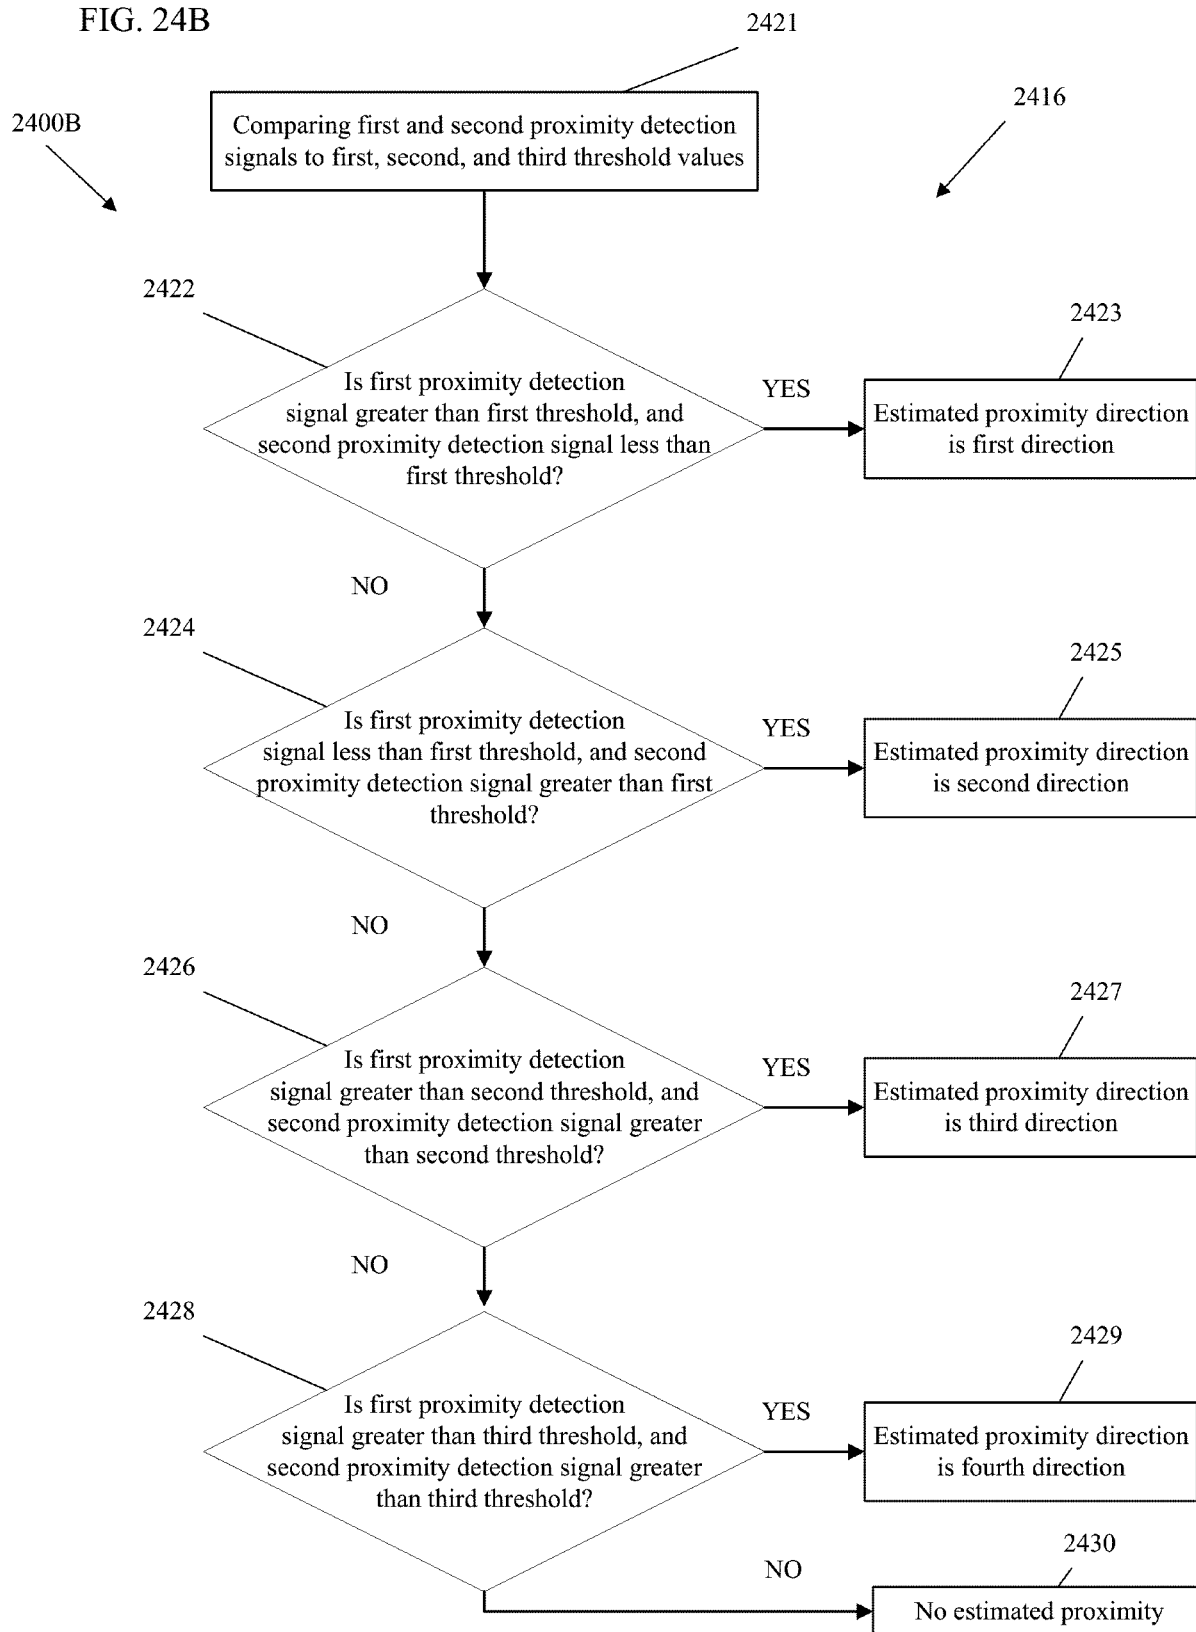 FIG. 24B
2421
2400B
2416
Comparing first and second proximity detection
signals to first, second, and third threshold values
2422
2423
Is first proximity detection
signal greater than first threshold, and
second proximity detection signal less than
first threshold?
YES
Estimated proximity direction
is first direction
NO
2424
2425
Is first proximity detection
signal less than first threshold, and second
proximity detection signal greater than first
threshold?
YES
Estimated proximity direction
is second direction
NO
2426
2427
Is first proximity detection
signal greater than second threshold, and
second proximity detection signal greater
than second threshold?
YES
Estimated proximity direction
is third direction
NO
2428
2429
Is first proximity detection
signal greater than third threshold, and
second proximity detection signal greater
than third threshold?
YES
Estimated proximity direction
is fourth direction
2430
NO
No estimated proximity